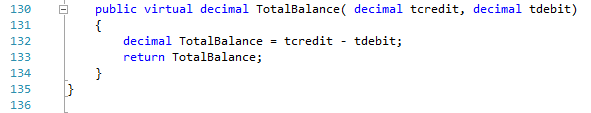 130 public virtual decimal TotalBalance( decimal tcredit, decimal tdebit)
131 {
132 decimal TotalBalance = tcredit - tdebit;
133 return TotalBalance;
134 }
135 }
136